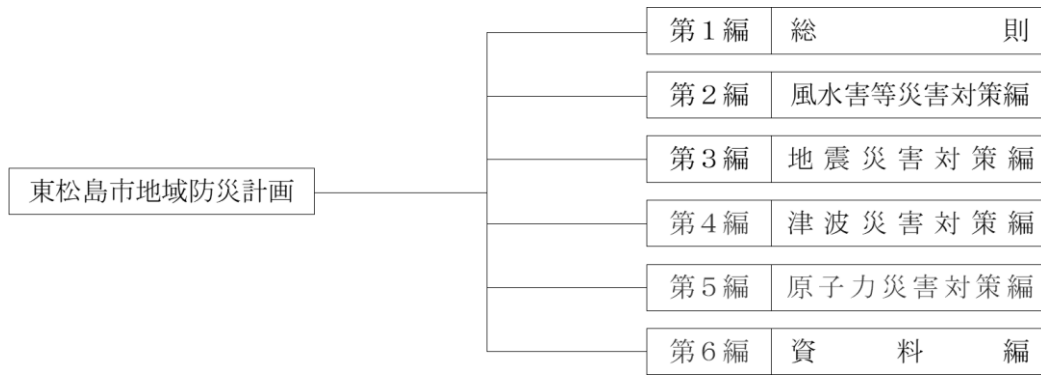 第１編 総則
第２編 風水害等災害対策編
第３編 地震災害対策編
東松島市地域防災計画
第４編 津波災害対策編
第５編 原子力災害対策編
第６編 資料編